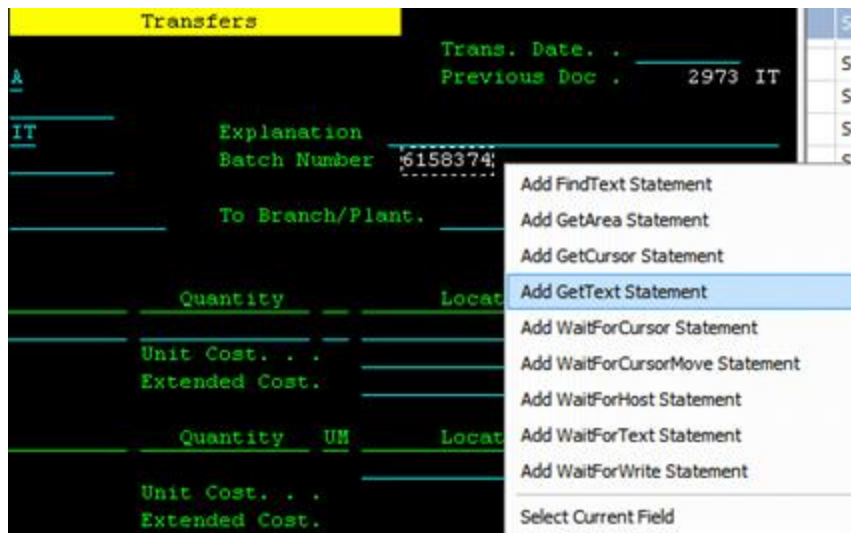 Transfers
Trans. Date. .
A
Previous Doc . 2973 IT
IT Explanation
Batch Number 6158374
To Branch/Plant.
Quantity Locat
Unit Cost. . .
Extended Cost.
Quantity UM Locat
Unit Cost. . .
Extended Cost.
Add FindText Statement
Add GetArea Statement
Add GetCursor Statement
Add GetText Statement
Add WaitForCursor Statement
Add WaitForCursorMove Statement
Add WaitForHost Statement
Add WaitForText Statement
Add WaitForWrite Statement
Select Current Field